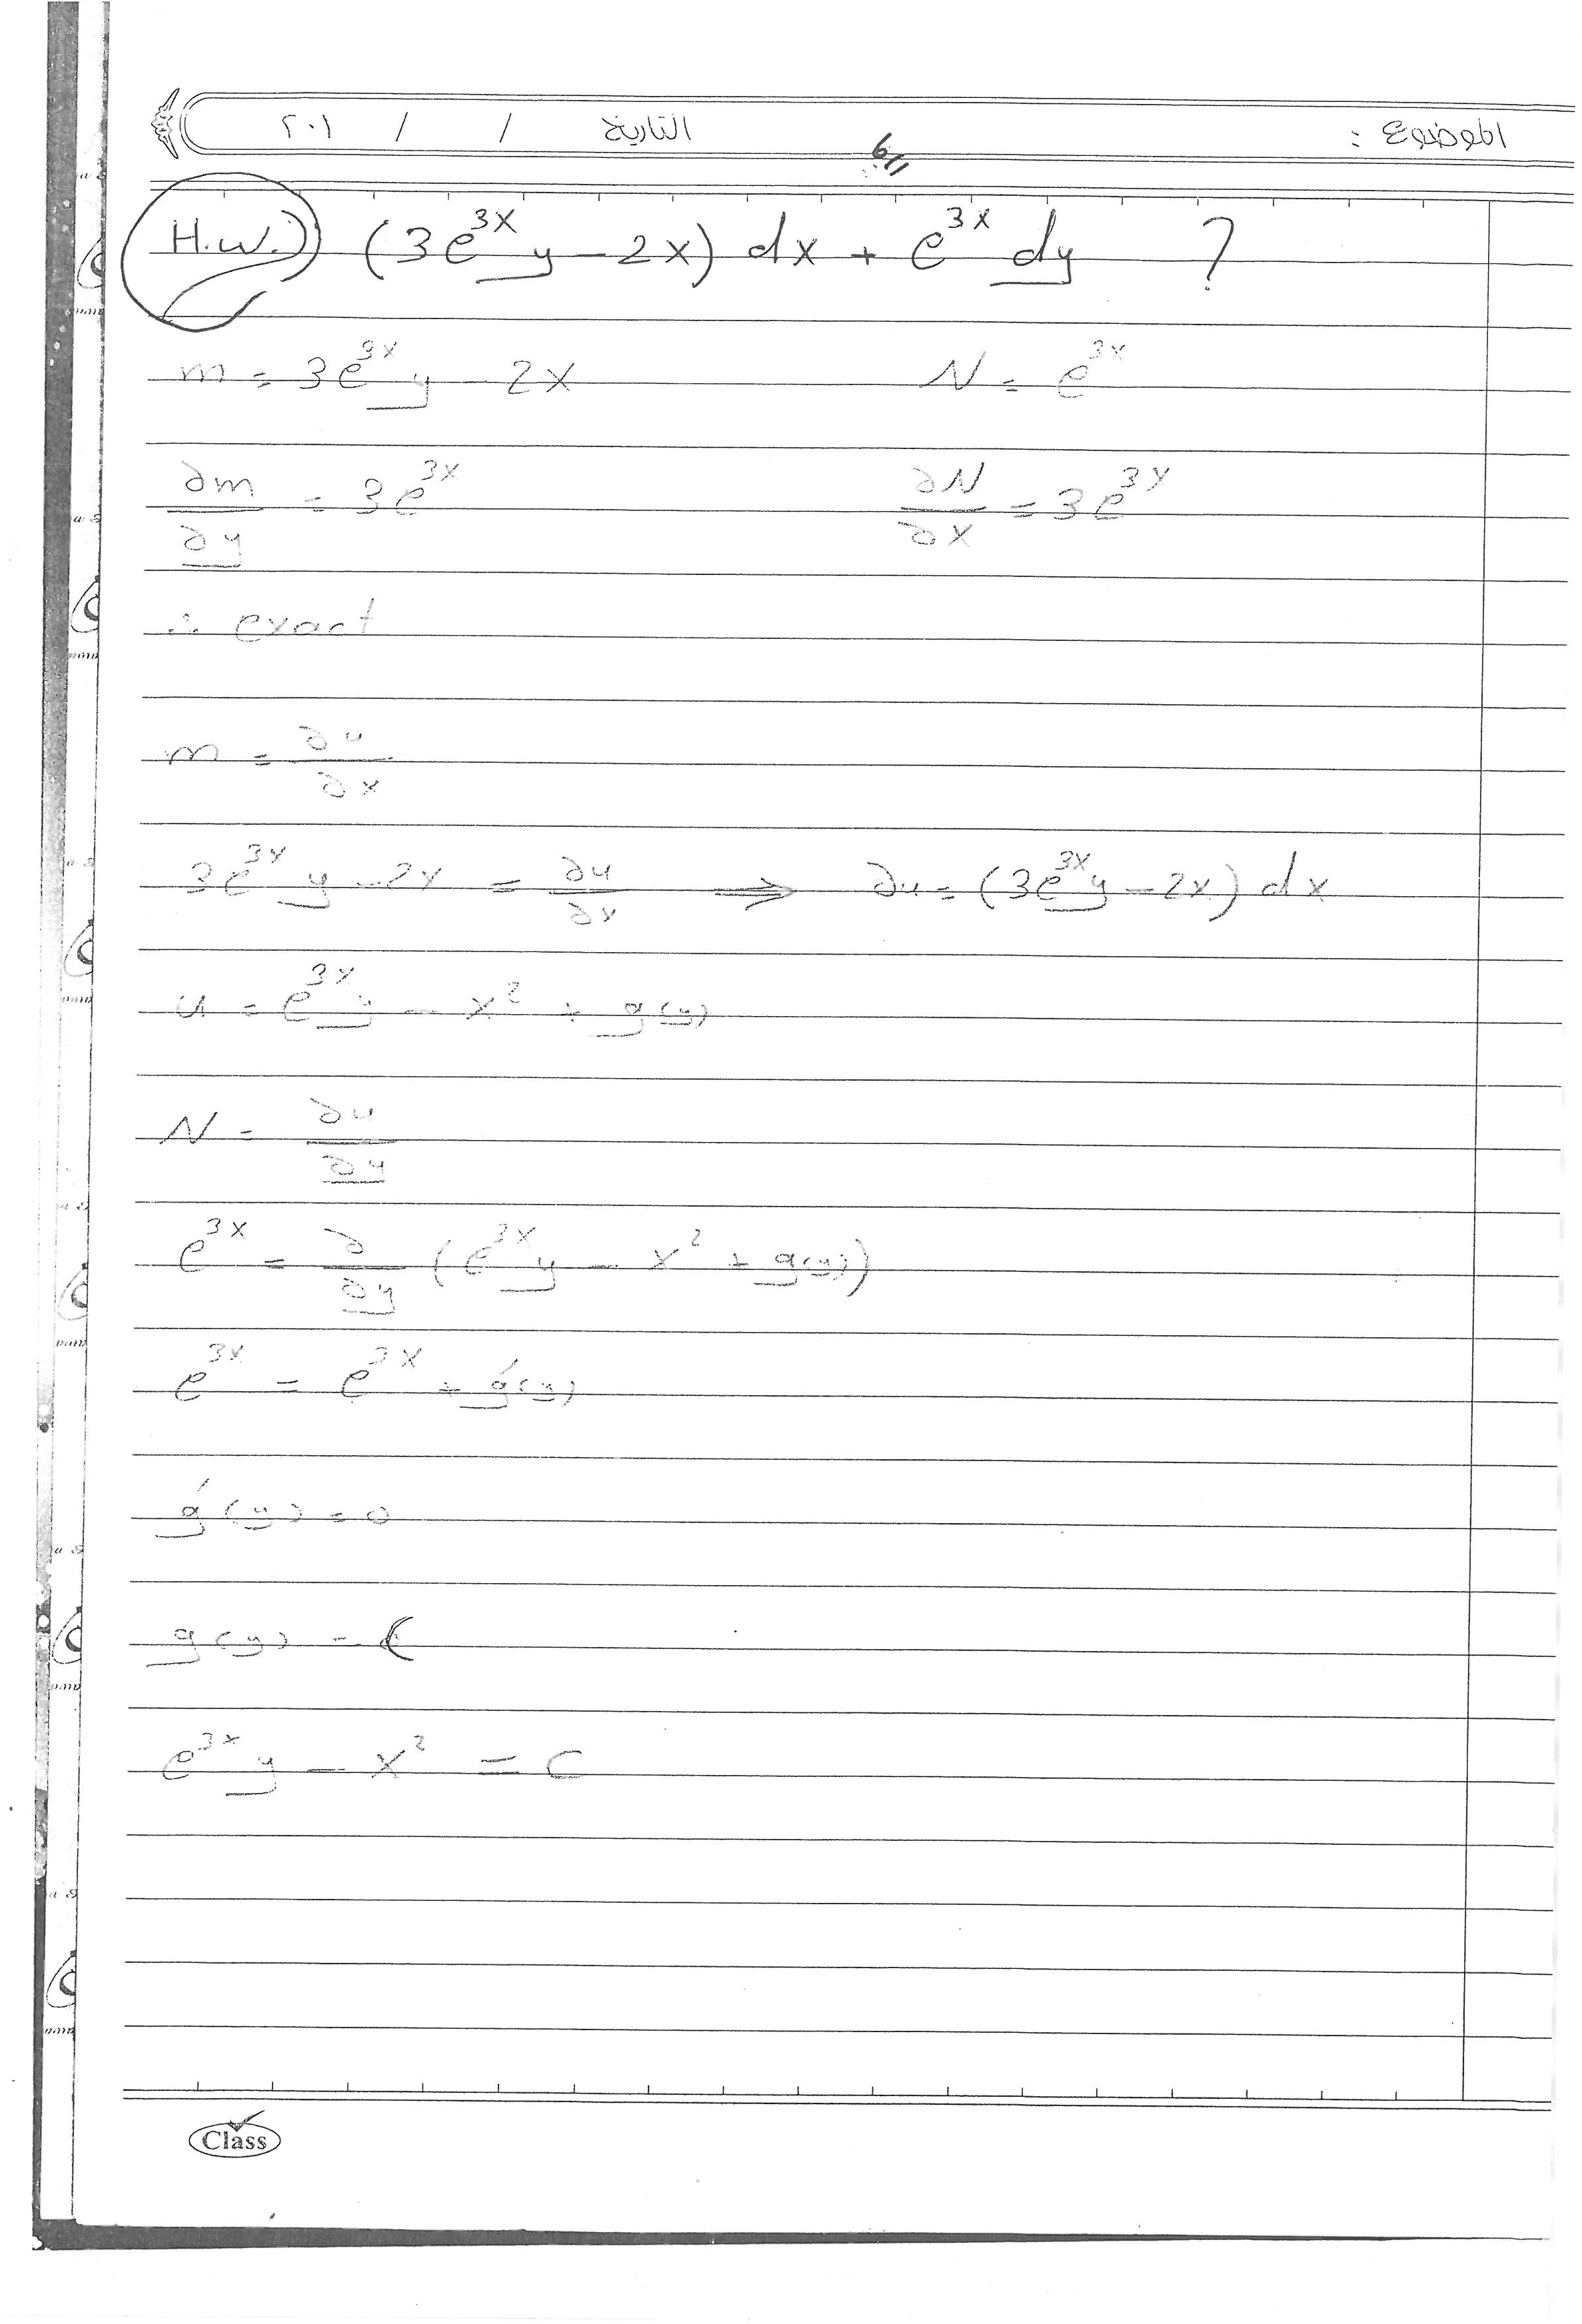 الموضوع :
التاريخ / / ٢٠١
6
H.W.) (3e^{3x}y - 2x) dx + e^{3x} dy ?
m = 3e^{3x}y - 2x N = e^{3x}
∂m/∂y = 3e^{3x} ∂N/∂x = 3e^{3x}
∴ exact
m = ∂u/∂x
3e^{3x}y - 2x = ∂u/∂x ⇒ ∂u = (3e^{3x}y - 2x) dx
u = e^{3x}y - x² + g(y)
N = ∂u/∂y
e^{3x} = ∂/∂y (e^{3x}y - x² + g(y))
e^{3x} = e^{3x} + g'(y)
g'(y) = 0
g(y) = C
e^{3x}y - x² = C
Class